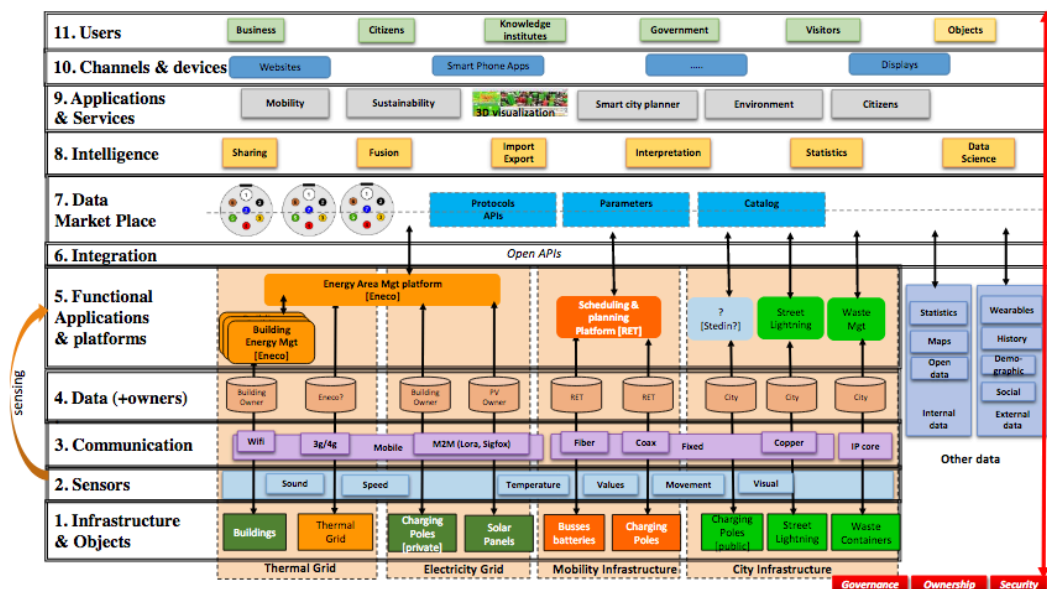 11. Users
Business
Citizens
Knowledge
institutes
Government
Visitors
Objects
10. Channels & devices
Websites
Smart Phone Apps
.....
Displays
9. Applications
& Services
Mobility
Sustainability
3D visualization
Smart city planner
Environment
Citizens
8. Intelligence
Sharing
Fusion
Import
Export
Interpretation
Statistics
Data
Science
7. Data
Market Place
Protocols
APIs
Parameters
Catalog
6. Integration
Open APIs
5. Functional
Applications
& platforms
Energy Area Mgt platform
[Eneco]
Building
Energy Mgt
[Eneco]
Scheduling &
planning
Platform [RET]
?
[Stedin?]
Street
Lightning
Waste
Mgt
Statistics
Maps
Open
data
Internal
data
Wearables
History
Demo-
graphic
Social
External
data
Other data
sensing
4. Data (+owners)
Building
Owner
Eneco?
Building
Owner
PV
Owner
RET
RET
City
City
City
3. Communication
Wifi
3g/4g
Mobile
M2M (Lora, Sigfox)
Fiber
Coax
Fixed
Copper
IP core
2. Sensors
Sound
Speed
Temperature
Values
Movement
Visual
1. Infrastructure
& Objects
Buildings
Thermal
Grid
Charging
Poles
[private]
Solar
Panels
Busses
batteries
Charging
Poles
Charging
Poles
[public]
Street
Lightning
Waste
Containers
Thermal Grid
Electricity Grid
Mobility Infrastructure
City Infrastructure
Governance
Ownership
Security